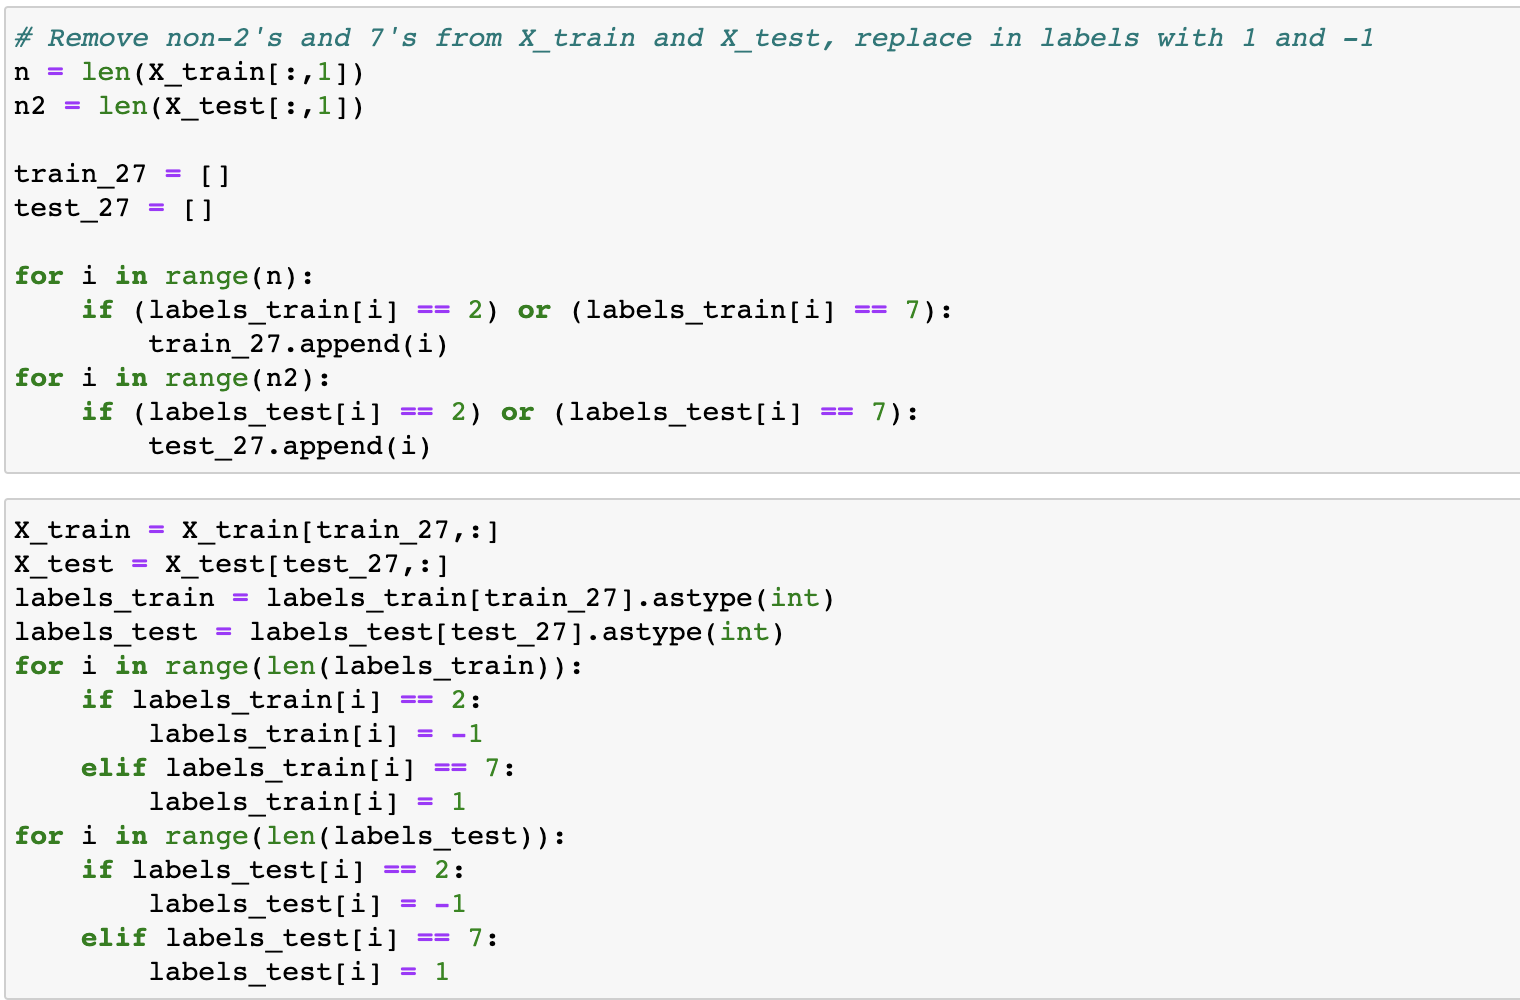 # Remove non-2's and 7's from X_train and X_test, replace in labels with 1 and -1
n = len(X_train[:,1])
n2 = len(X_test[:,1])

train_27 = []
test_27 = []

for i in range(n):
    if (labels_train[i] == 2) or (labels_train[i] == 7):
        train_27.append(i)
for i in range(n2):
    if (labels_test[i] == 2) or (labels_test[i] == 7):
        test_27.append(i)

X_train = X_train[train_27,:]
X_test = X_test[test_27,:]
labels_train = labels_train[train_27].astype(int)
labels_test = labels_test[test_27].astype(int)
for i in range(len(labels_train)):
    if labels_train[i] == 2:
        labels_train[i] = -1
    elif labels_train[i] == 7:
        labels_train[i] = 1
for i in range(len(labels_test)):
    if labels_test[i] == 2:
        labels_test[i] = -1
    elif labels_test[i] == 7:
        labels_test[i] = 1